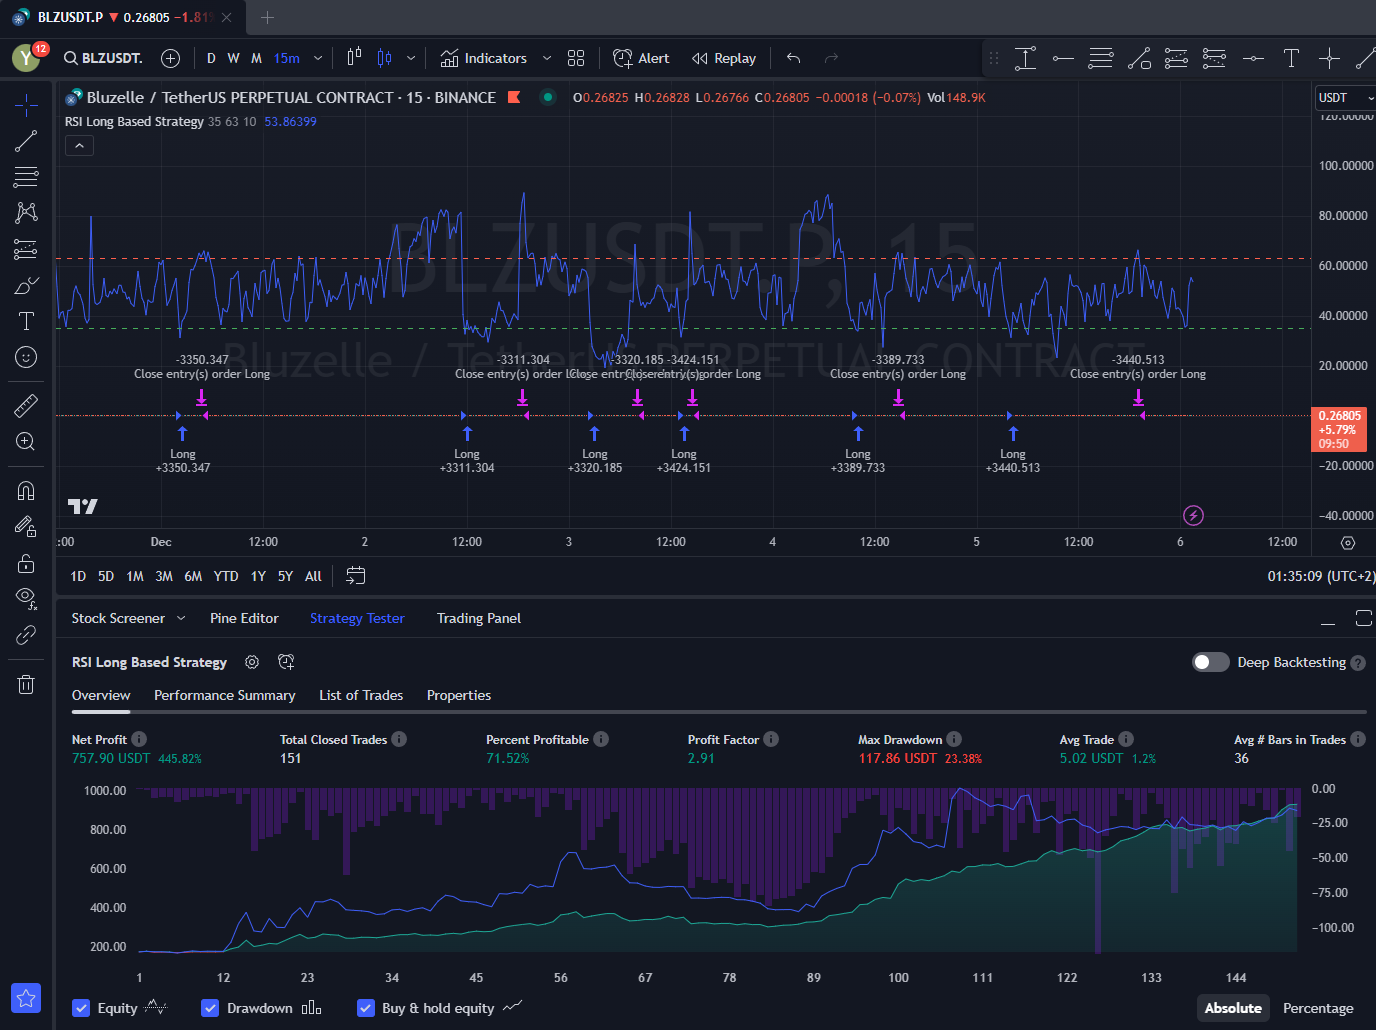 BLZUSDT.P ▼ 0.26805 −1.81%
Y 12 BLZUSDT. D W M 15m Indicators Alert Replay
Bluzelle / TetherUS PERPETUAL CONTRACT · 15 · BINANCE O0.26825 H0.26828 L0.26766 C0.26805 −0.00018 (−0.07%) Vol148.9K
USDT
RSI Long Based Strategy 35 63 10 53.86399
120.00000
100.00000
80.00000
60.00000
40.00000
20.00000
−20.00000
−40.00000
BLZUSDT.P, 15
Bluzelle / TetherUS PERPETUAL CONTRACT
-3350.347 -3311.304 -3320.185 -3424.151 -3389.733 -3440.513
Close entry(s) order Long Close entry(s) order Long Close entry(s) order Long Close entry(s) order Long Close entry(s) order Long Close entry(s) order Long
0.26805
+5.79%
09:50
Long Long Long Long Long Long
+3350.347 +3311.304 +3320.185 +3424.151 +3389.733 +3440.513
:00 Dec 12:00 2 12:00 3 12:00 4 12:00 5 12:00 6 12:00
1D 5D 1M 3M 6M YTD 1Y 5Y All 01:35:09 (UTC+2)
Stock Screener Pine Editor Strategy Tester Trading Panel
RSI Long Based Strategy Deep Backtesting
Overview Performance Summary List of Trades Properties
Net Profit Total Closed Trades Percent Profitable Profit Factor Max Drawdown Avg Trade Avg # Bars in Trades
757.90 USDT 445.82% 151 71.52% 2.91 117.86 USDT 23.38% 5.02 USDT 1.2% 36
1000.00 0.00
800.00 −25.00
600.00 −50.00
400.00 −75.00
200.00 −100.00
1 12 23 34 45 56 67 78 89 100 111 122 133 144
Equity Drawdown Buy & hold equity Absolute Percentage